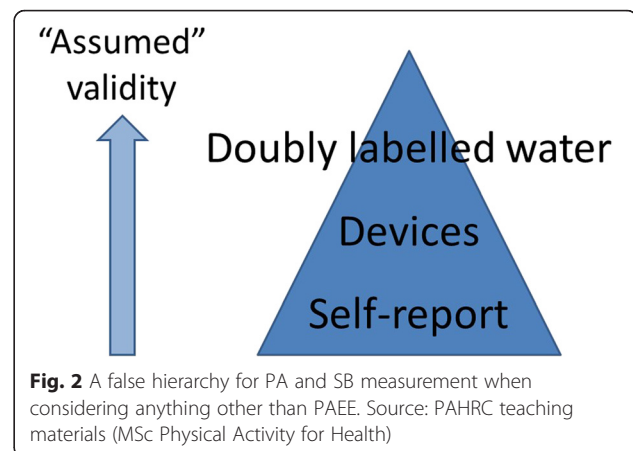 “Assumed”
validity
Doubly labelled water
Devices
Self-report
Fig. 2 A false hierarchy for PA and SB measurement when
considering anything other than PAEE. Source: PAHRC teaching
materials (MSc Physical Activity for Health)